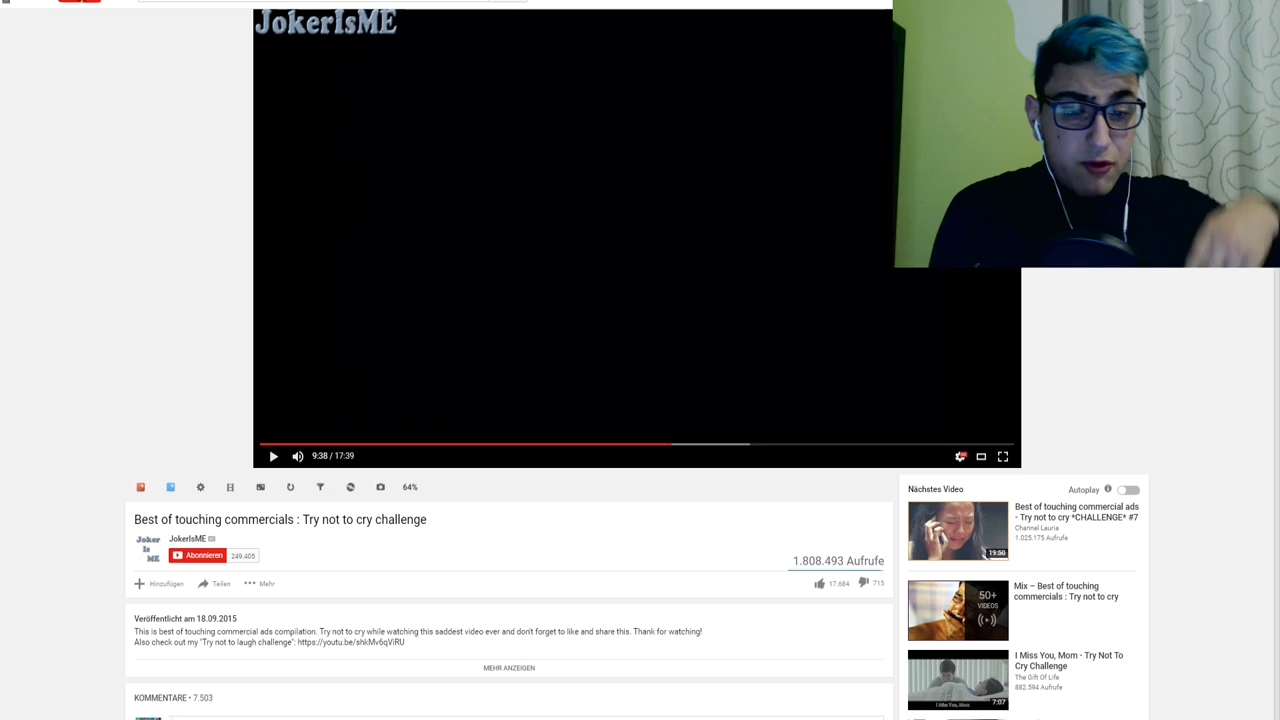 JokerIsME
9:38 / 17:39
64%
Best of touching commercials : Try not to cry challenge
Joker
Is
ME
JokerIsME
Abonnieren 249.405
1.808.493 Aufrufe
Hinzufügen Teilen Mehr
17.684 715
Veröffentlicht am 18.09.2015
This is best of touching commercial ads compilation. Try not to cry while watching this saddest video ever and don't forget to like and share this. Thank for watching!
Also check out my "Try not to laugh challenge": https://youtu.be/shkMv6qViRU
MEHR ANZEIGEN
KOMMENTARE • 7.503
Nächstes Video
Autoplay
Best of touching commercial ads
- Try not to cry *CHALLENGE* #7
Channel Lauria
1.025.175 Aufrufe
19:50
Mix – Best of touching
commercials : Try not to cry
50+
VIDEOS
I Miss You, Mom - Try Not To
Cry Challenge
The Gift Of Life
882.594 Aufrufe
I Miss You, Mom
7:07